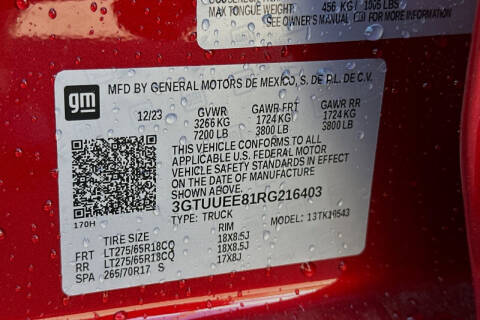 MAX TONGUE WEIGHT 456 KG / 1005 LBS
SEE OWNER'S MANUAL FOR MORE INFORMATION
gm
MFD BY GENERAL MOTORS DE MEXICO, S. DE R.L. DE C.V.
12/23 GVWR GAWR FRT GAWR RR
3266 KG 1724 KG 1724 KG
7200 LB 3800 LB 3800 LB
THIS VEHICLE CONFORMS TO ALL
APPLICABLE U.S. FEDERAL MOTOR
VEHICLE SAFETY STANDARDS IN EFFECT
ON THE DATE OF MANUFACTURE
3GTUUEE81RG216403
170H
TYPE: TRUCK MODEL: 13TK10543
TIRE SIZE RIM
FRT LT275/65R18CQ 18X8.5J
RR LT275/65R18CQ 18X8.5J
SPA 265/70R17 S 17X8J